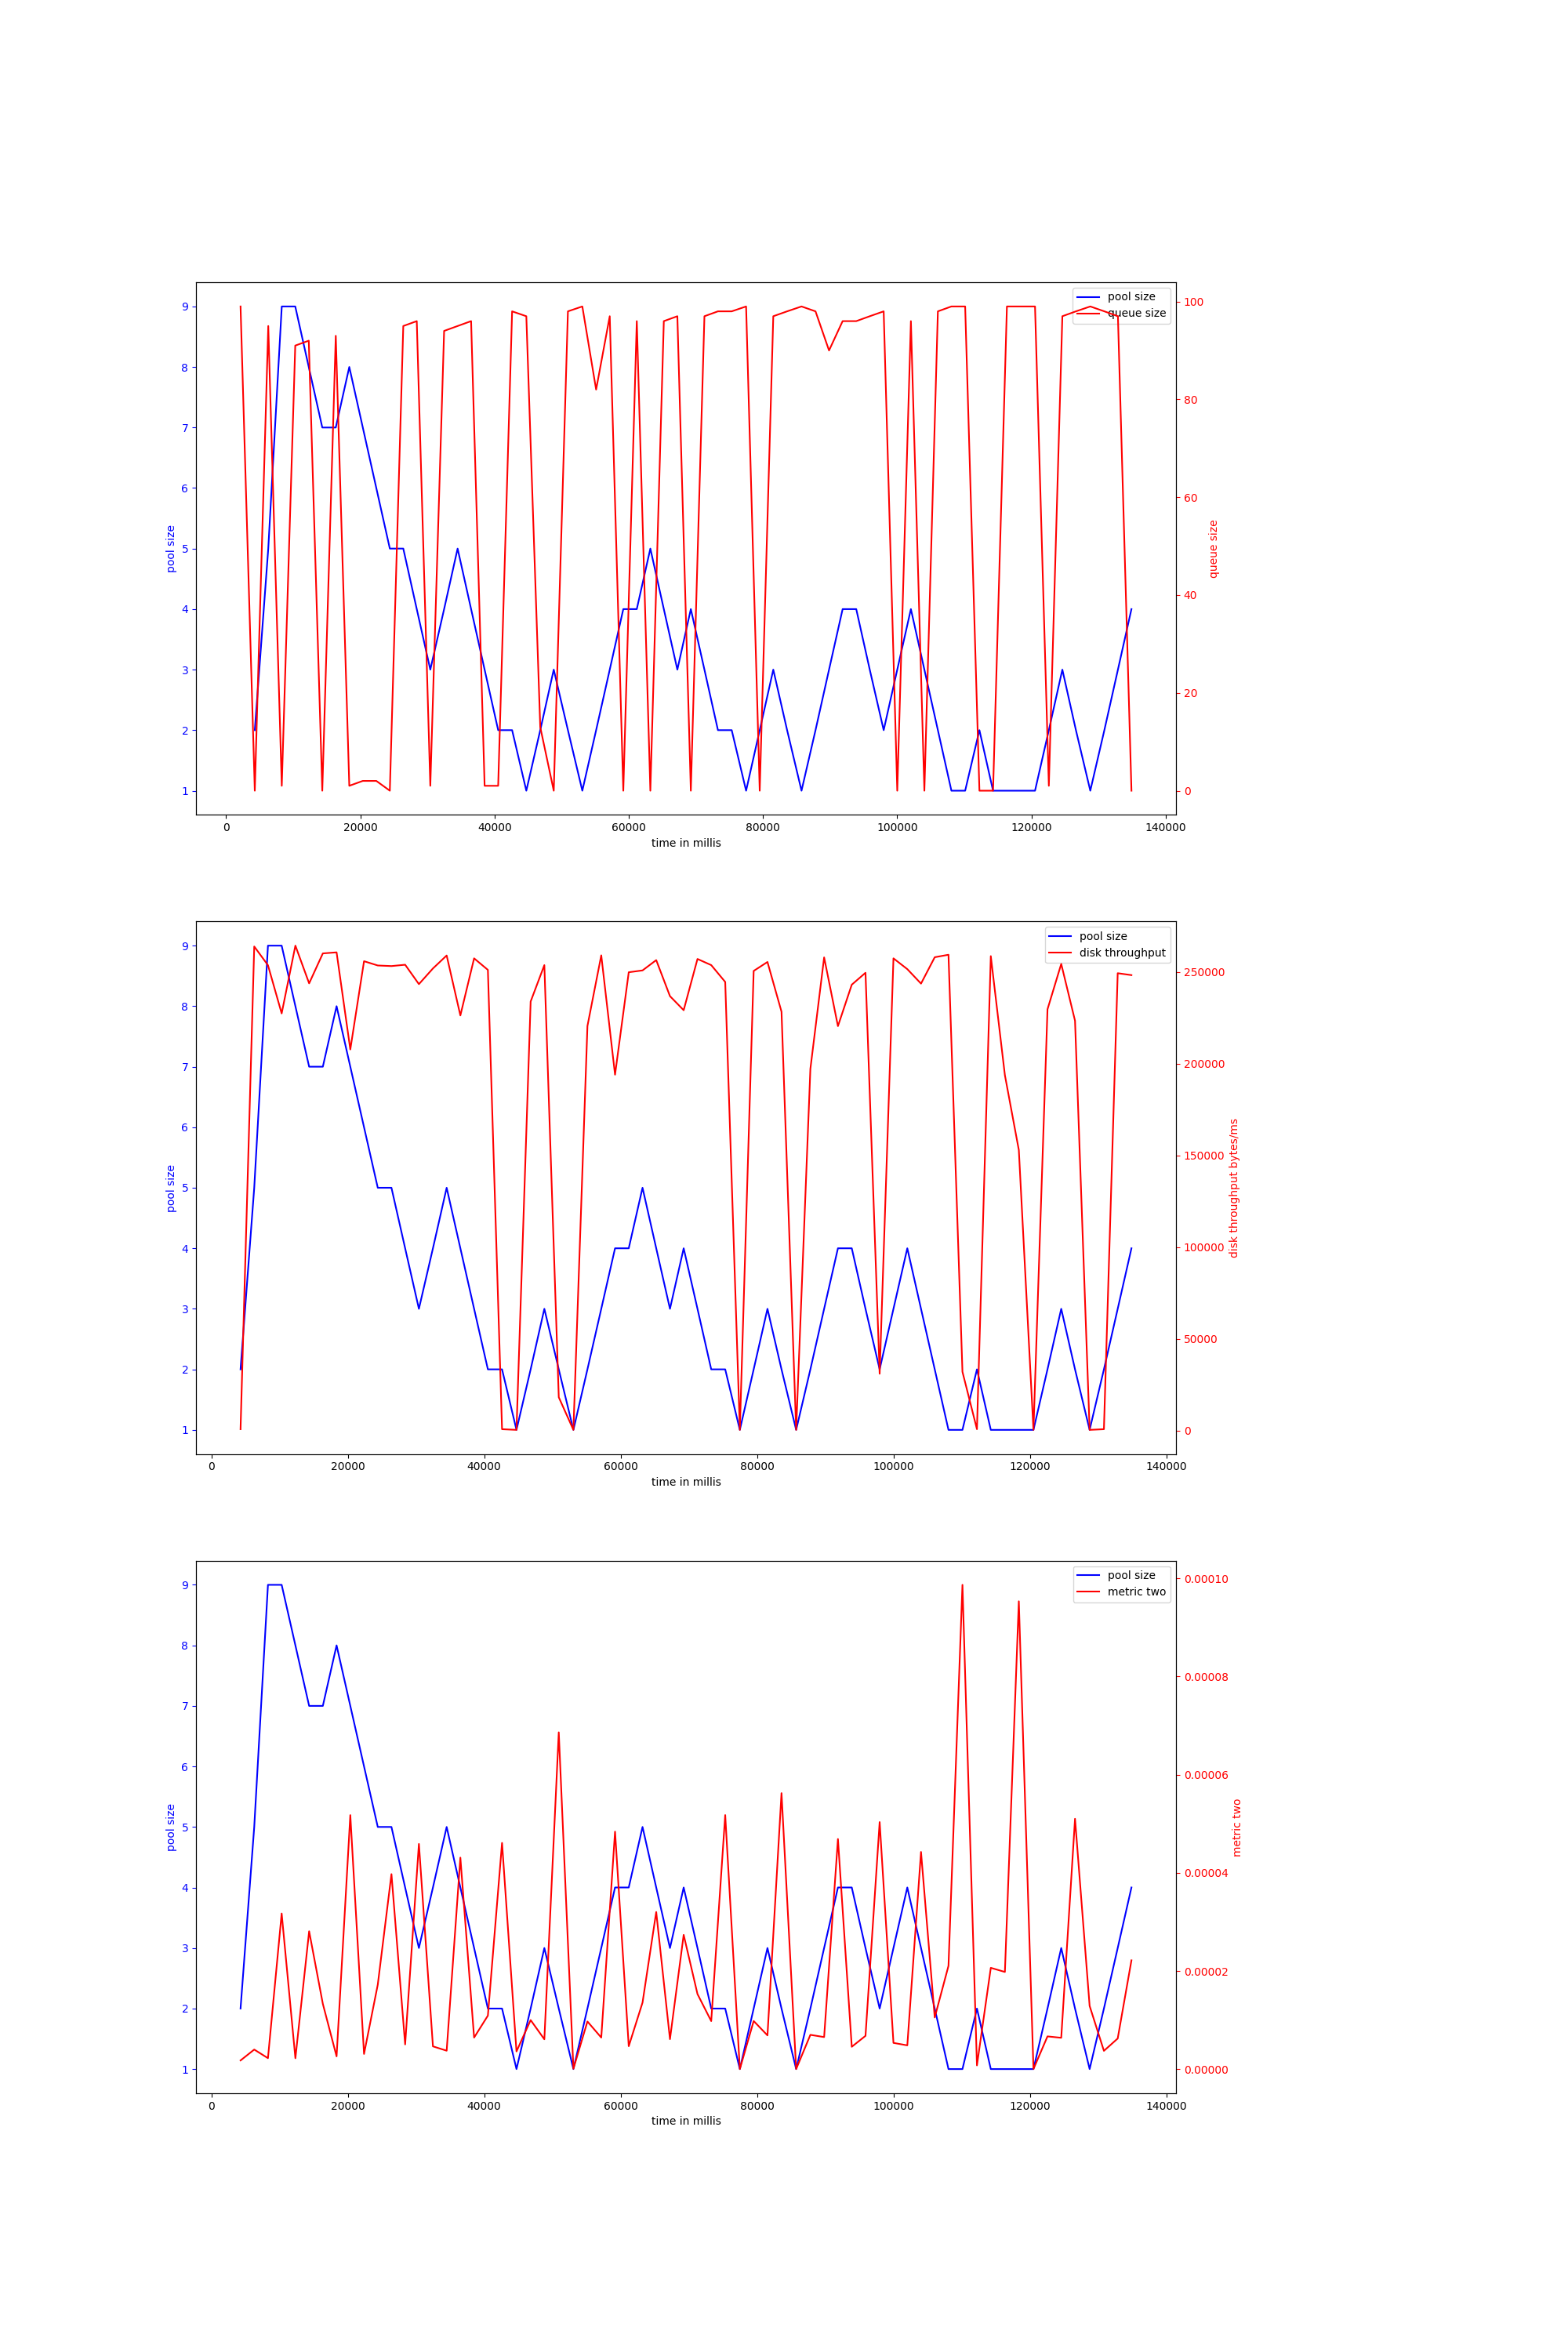 pool size
queue size
9
8
7
6
5
4
3
2
1
100
80
60
40
20
0
pool size
queue size
0 20000 40000 60000 80000 100000 120000 140000
time in millis
pool size
disk throughput
9
8
7
6
5
4
3
2
1
250000
200000
150000
100000
50000
0
pool size
disk throughput bytes/ms
0 20000 40000 60000 80000 100000 120000 140000
time in millis
pool size
metric two
9
8
7
6
5
4
3
2
1
0.00010
0.00008
0.00006
0.00004
0.00002
0.00000
pool size
metric two
0 20000 40000 60000 80000 100000 120000 140000
time in millis